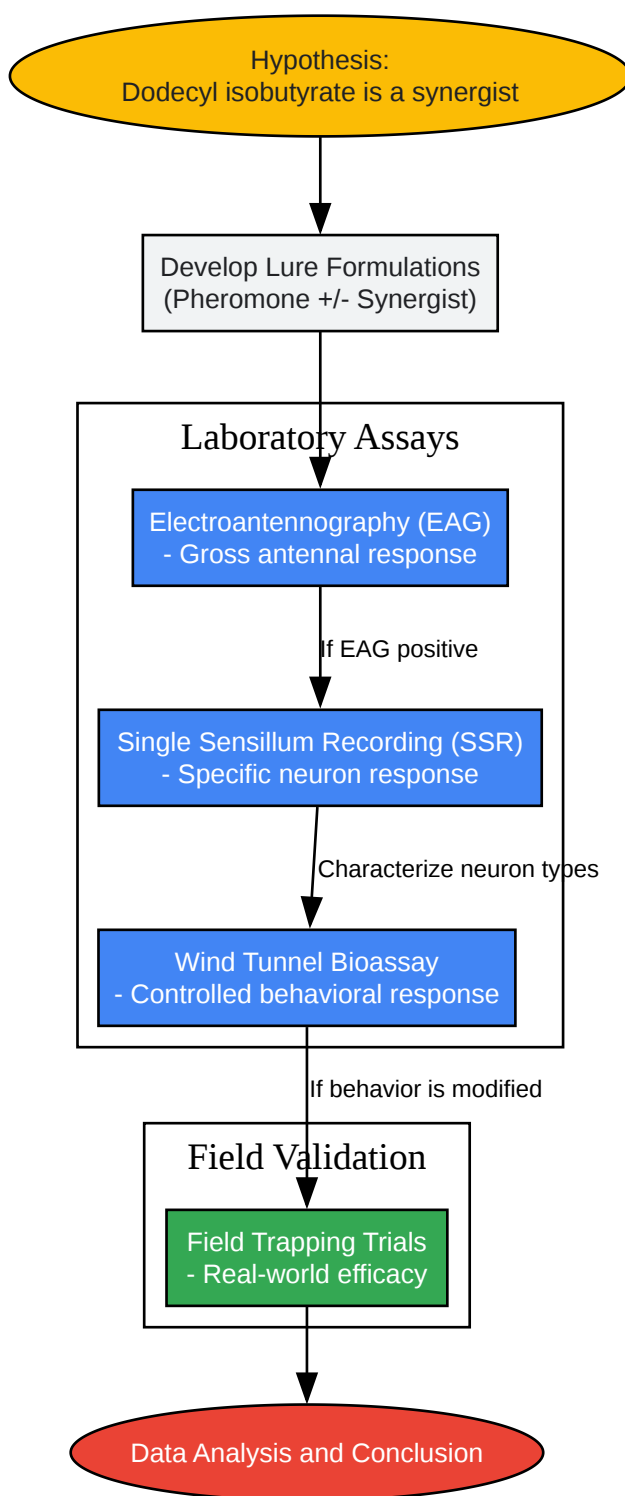 Hypothesis:
Dodecyl isobutyrate is a synergist
Develop Lure Formulations
(Pheromone +/- Synergist)
Laboratory Assays
Electroantennography (EAG)
- Gross antennal response
If EAG positive
Single Sensillum Recording (SSR)
- Specific neuron response
Characterize neuron types
Wind Tunnel Bioassay
- Controlled behavioral response
If behavior is modified
Field Validation
Field Trapping Trials
- Real-world efficacy
Data Analysis and Conclusion